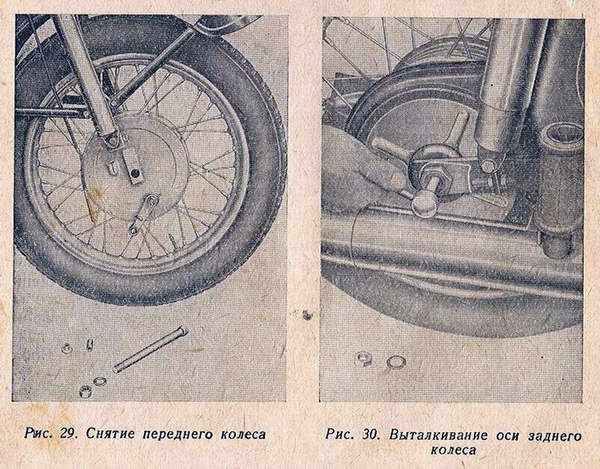 Рис. 29. Снятие переднего колеса
Рис. 30. Выталкивание оси заднего
колеса